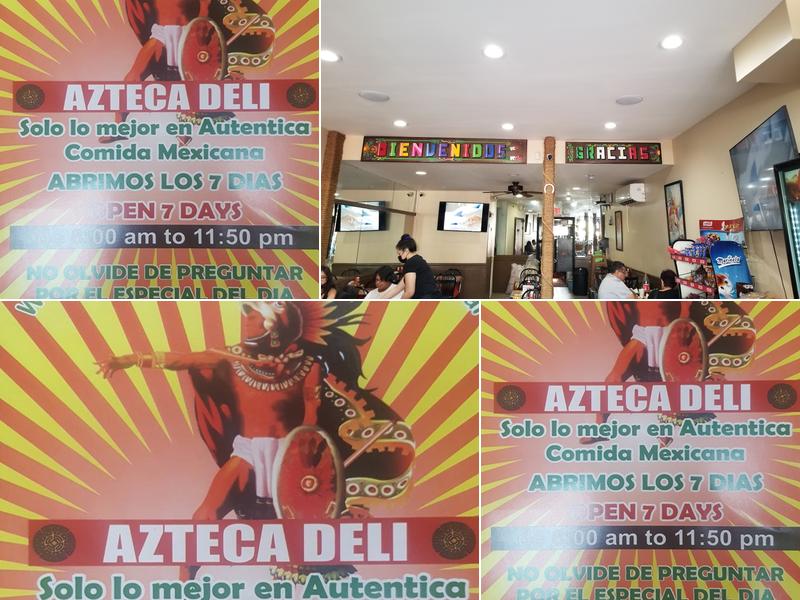 AZTECA DELI
Solo lo mejor en Autentica
Comida Mexicana
ABRIMOS LOS 7 DIAS
OPEN 7 DAYS
00 am to 11:50 pm
NO OLVIDE DE PREGUNTAR
POR EL ESPECIAL DEL DIA
BIENVENIDOS
GRACIAS
AZTECA DELI
Solo lo mejor en Autentica
AZTECA DELI
Solo lo mejor en Autentica
Comida Mexicana
ABRIMOS LOS 7 DIAS
OPEN 7 DAYS
00 am to 11:50 pm
NO OLVIDE DE PREGUNTAR
POR EL ESPECIAL DEL DIA